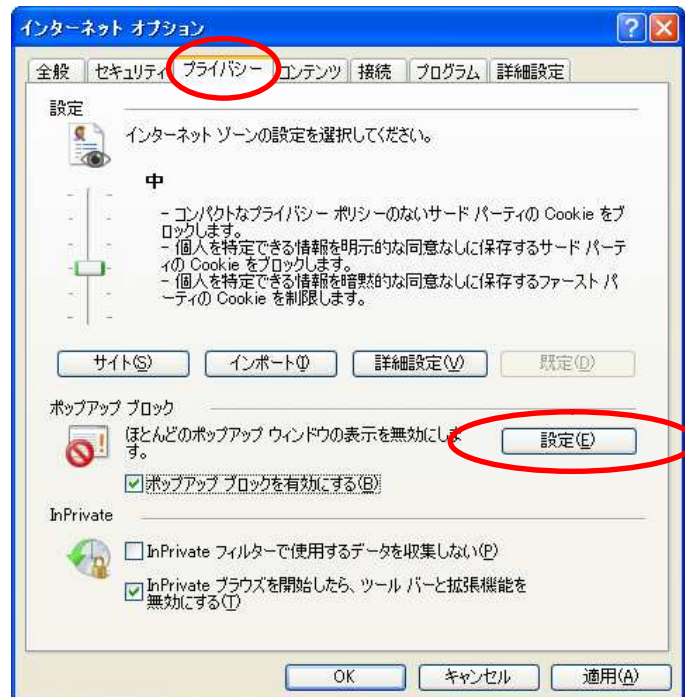 インターネット オプション
全般 セキュリティ プライバシー コンテンツ 接続 プログラム 詳細設定
設定
インターネット ゾーンの設定を選択してください。
中
- コンパクトなプライバシー ポリシーのないサード パーティの Cookie をブ
ロックします。
- 個人を特定できる情報を明示的な同意なしに保存するサード パーテ
ィの Cookie をブロックします。
- 個人を特定できる情報を暗黙的な同意なしに保存するファースト パ
ーティの Cookie を制限します。
サイト(S) インポート(I) 詳細設定(V) 既定(D)
ポップアップ ブロック
ほとんどのポップアップ ウィンドウの表示を無効にしま
す。
設定(E)
ポップアップ ブロックを有効にする(B)
InPrivate
InPrivate フィルターで使用するデータを収集しない(P)
InPrivate ブラウズを開始したら、ツール バーと拡張機能を
無効にする(T)
OK キャンセル 適用(A)